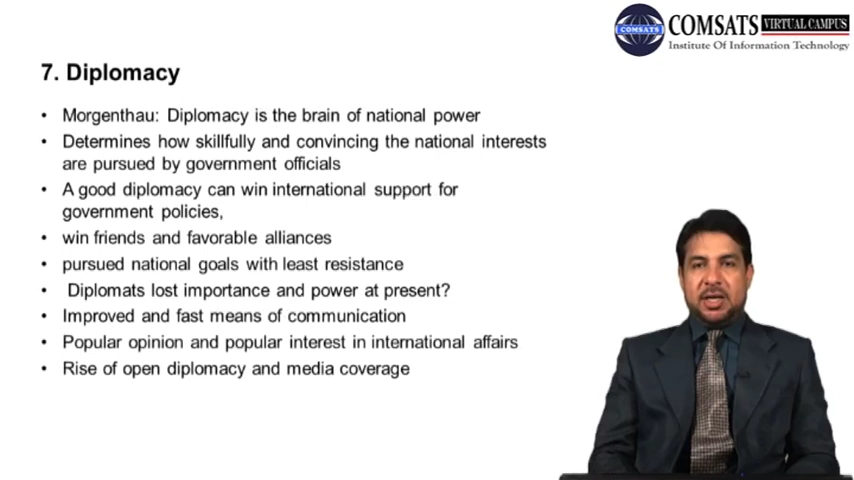 COMSATS
COMSATS VIRTUAL CAMPUS
Institute Of Information Technology
7. Diplomacy
• Morgenthau: Diplomacy is the brain of national power
• Determines how skillfully and convincing the national interests
are pursued by government officials
• A good diplomacy can win international support for
government policies,
• win friends and favorable alliances
• pursued national goals with least resistance
• Diplomats lost importance and power at present?
• Improved and fast means of communication
• Popular opinion and popular interest in international affairs
• Rise of open diplomacy and media coverage